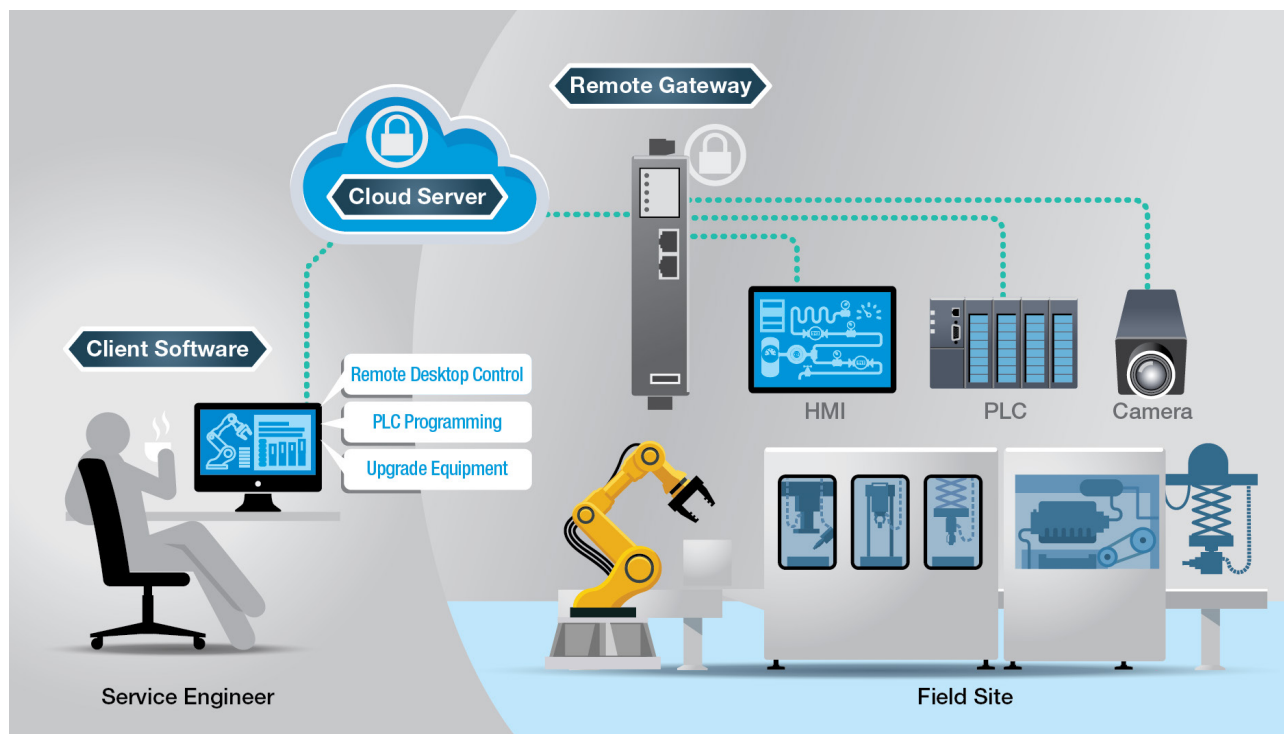 Remote Gateway
Cloud Server
Client Software
Remote Desktop Control
PLC Programming
Upgrade Equipment
HMI
PLC
Camera
Service Engineer
Field Site